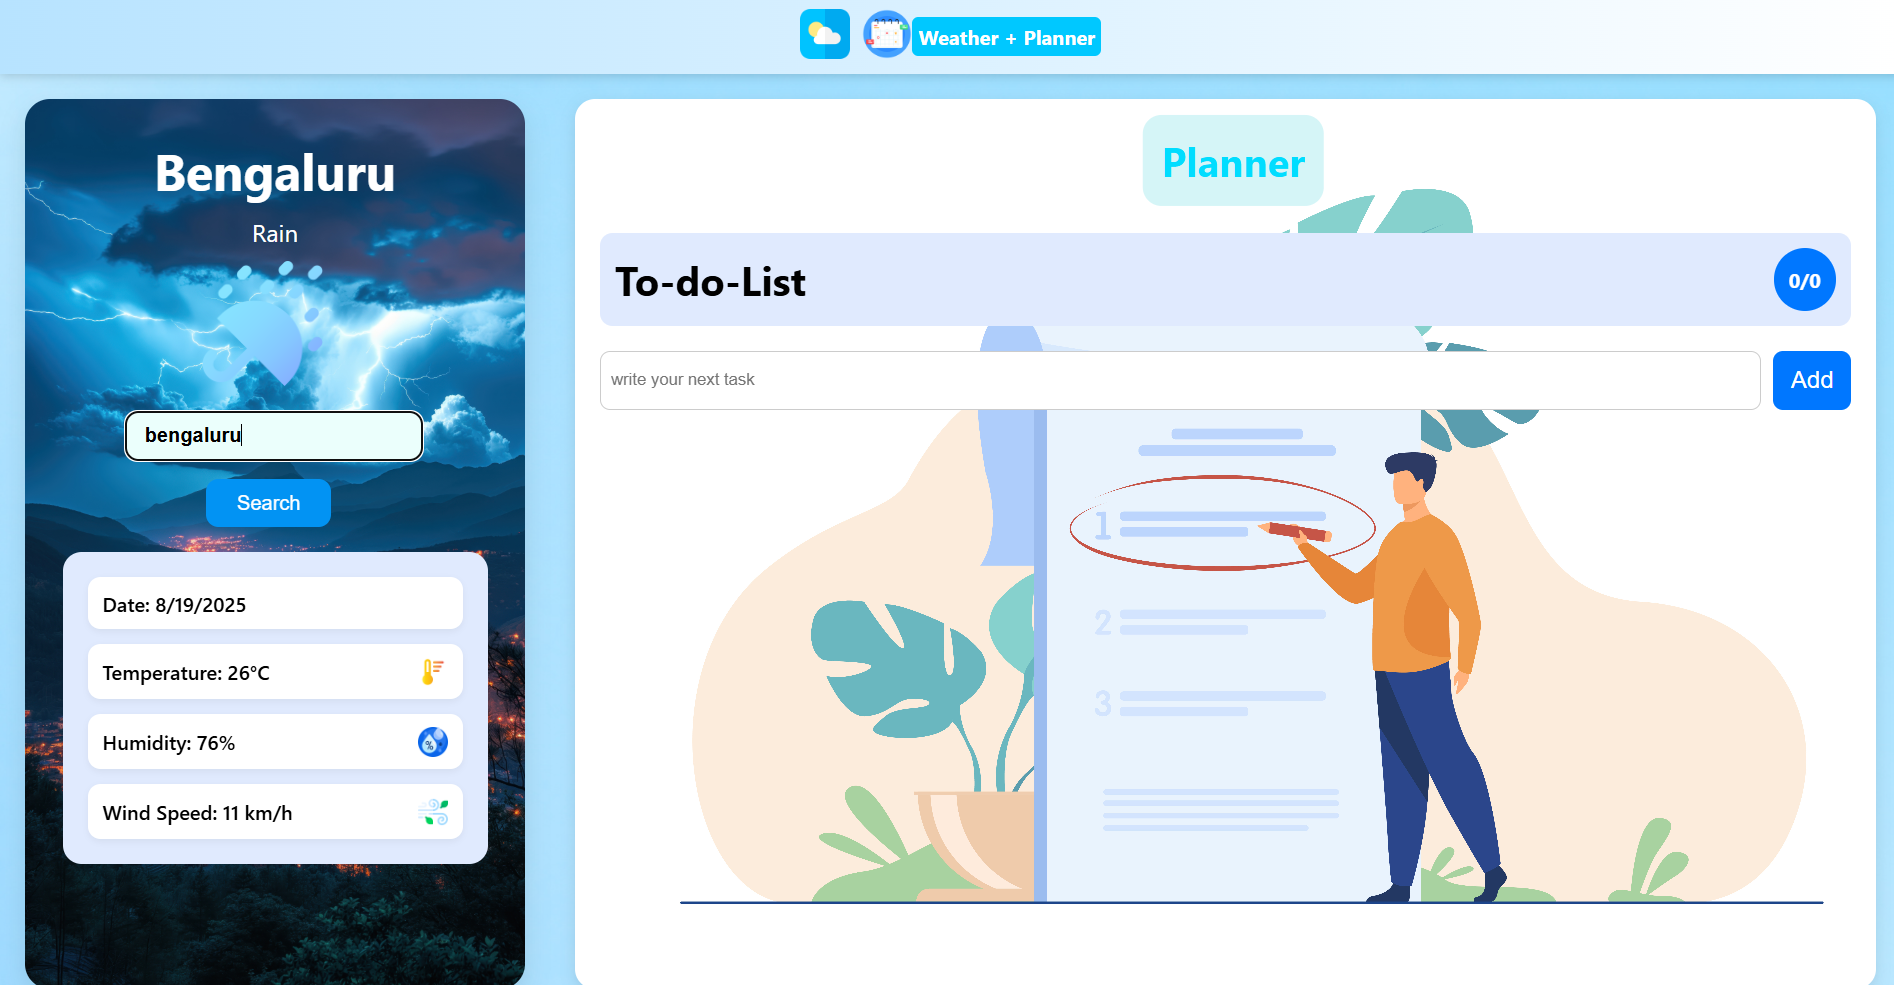 Weather + Planner
Bengaluru
Rain
bengaluru
Search
Date: 8/19/2025
Temperature: 26°C
Humidity: 76%
%
Wind Speed: 11 km/h
Planner
To-do-List
0/0
write your next task
Add
1
2
3